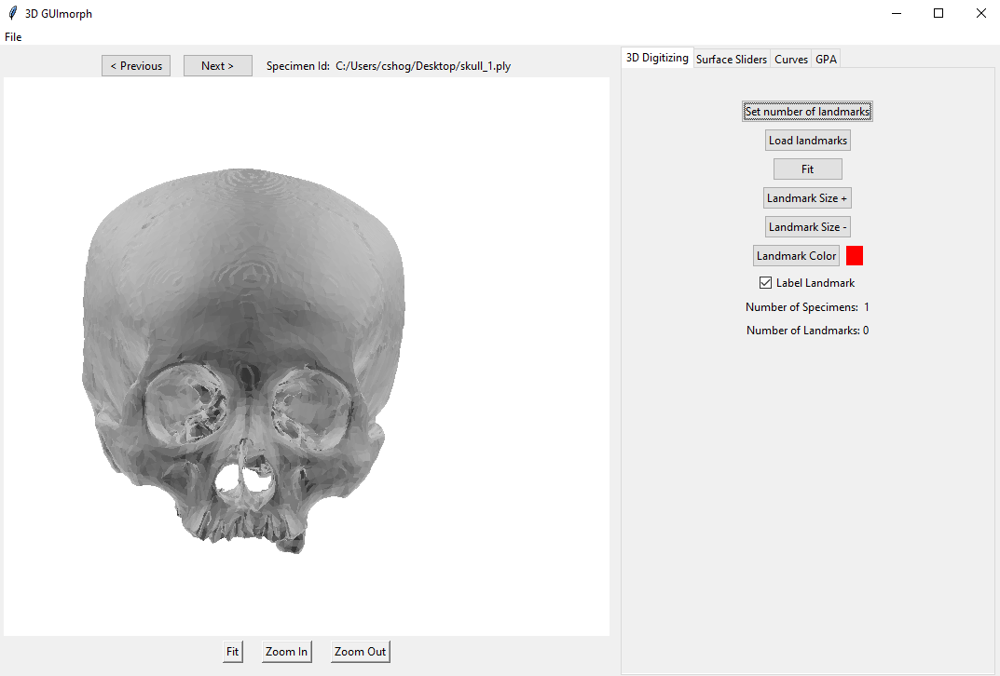 3D GUImorph
File
< Previous Next > Specimen Id: C:/Users/cshog/Desktop/skull_1.ply
3D Digitizing Surface Sliders Curves GPA
Set number of landmarks
Load landmarks
Fit
Landmark Size +
Landmark Size -
Landmark Color
Label Landmark
Number of Specimens: 1
Number of Landmarks: 0
Fit Zoom In Zoom Out